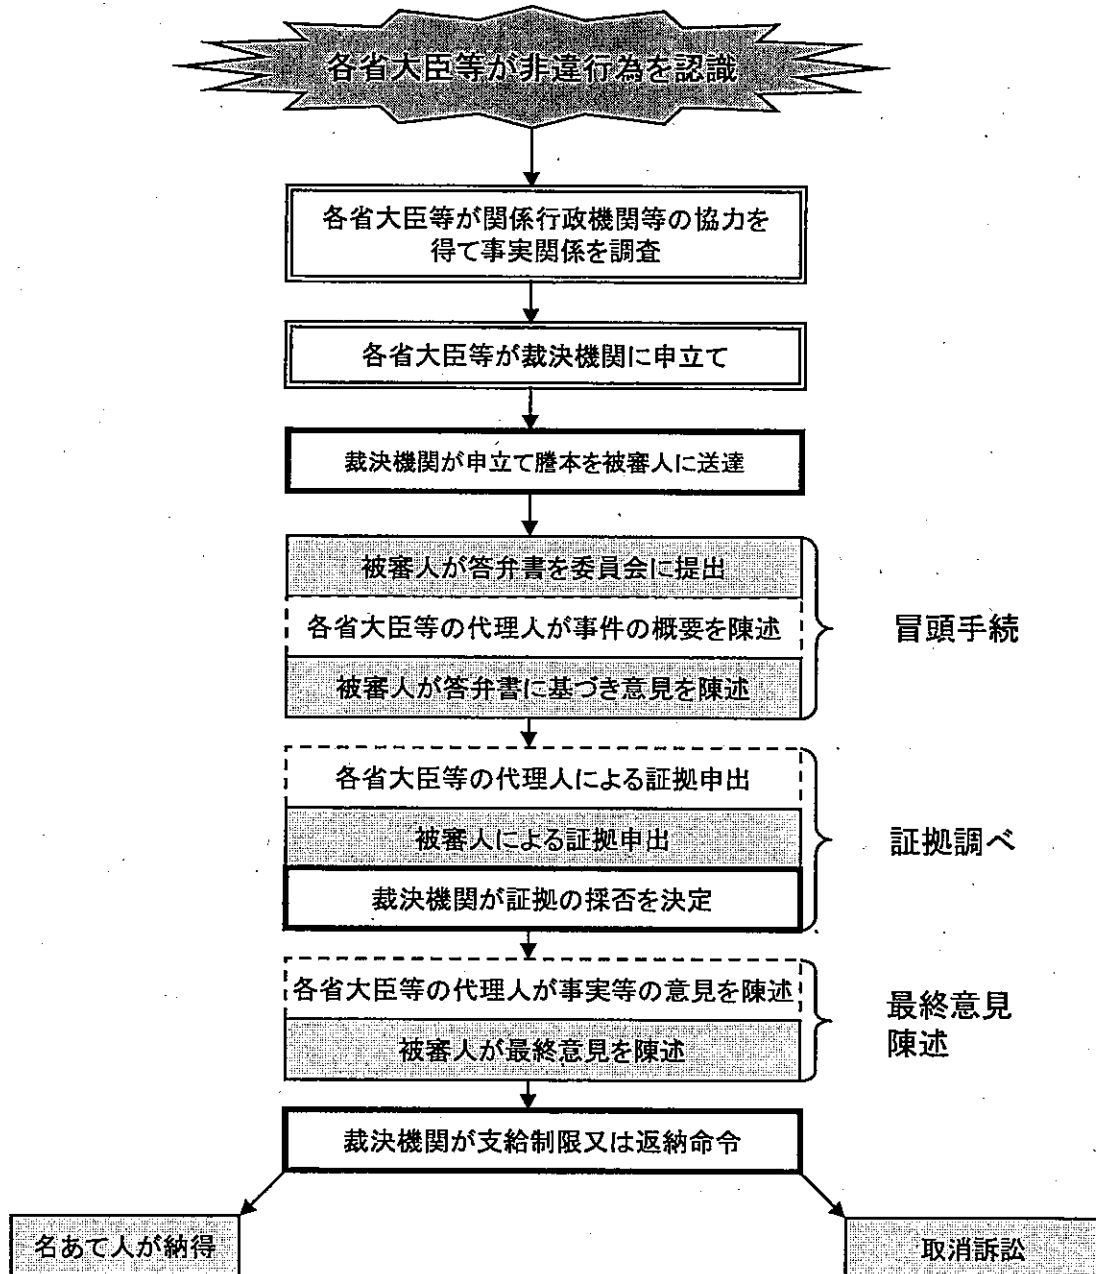 各省大臣等が非違行為を認識
各省大臣等が関係行政機関等の協力を
得て事実関係を調査
各省大臣等が裁決機関に申立て
裁決機関が申立て謄本を被審人に送達
被審人が答弁書を委員会に提出
各省大臣等の代理人が事件の概要を陳述
被審人が答弁書に基づき意見を陳述
冒頭手続
各省大臣等の代理人による証拠申出
被審人による証拠申出
裁決機関が証拠の採否を決定
証拠調べ
各省大臣等の代理人が事実等の意見を陳述
被審人が最終意見を陳述
最終意見
陳述
裁決機関が支給制限又は返納命令
名あて人が納得
取消訴訟